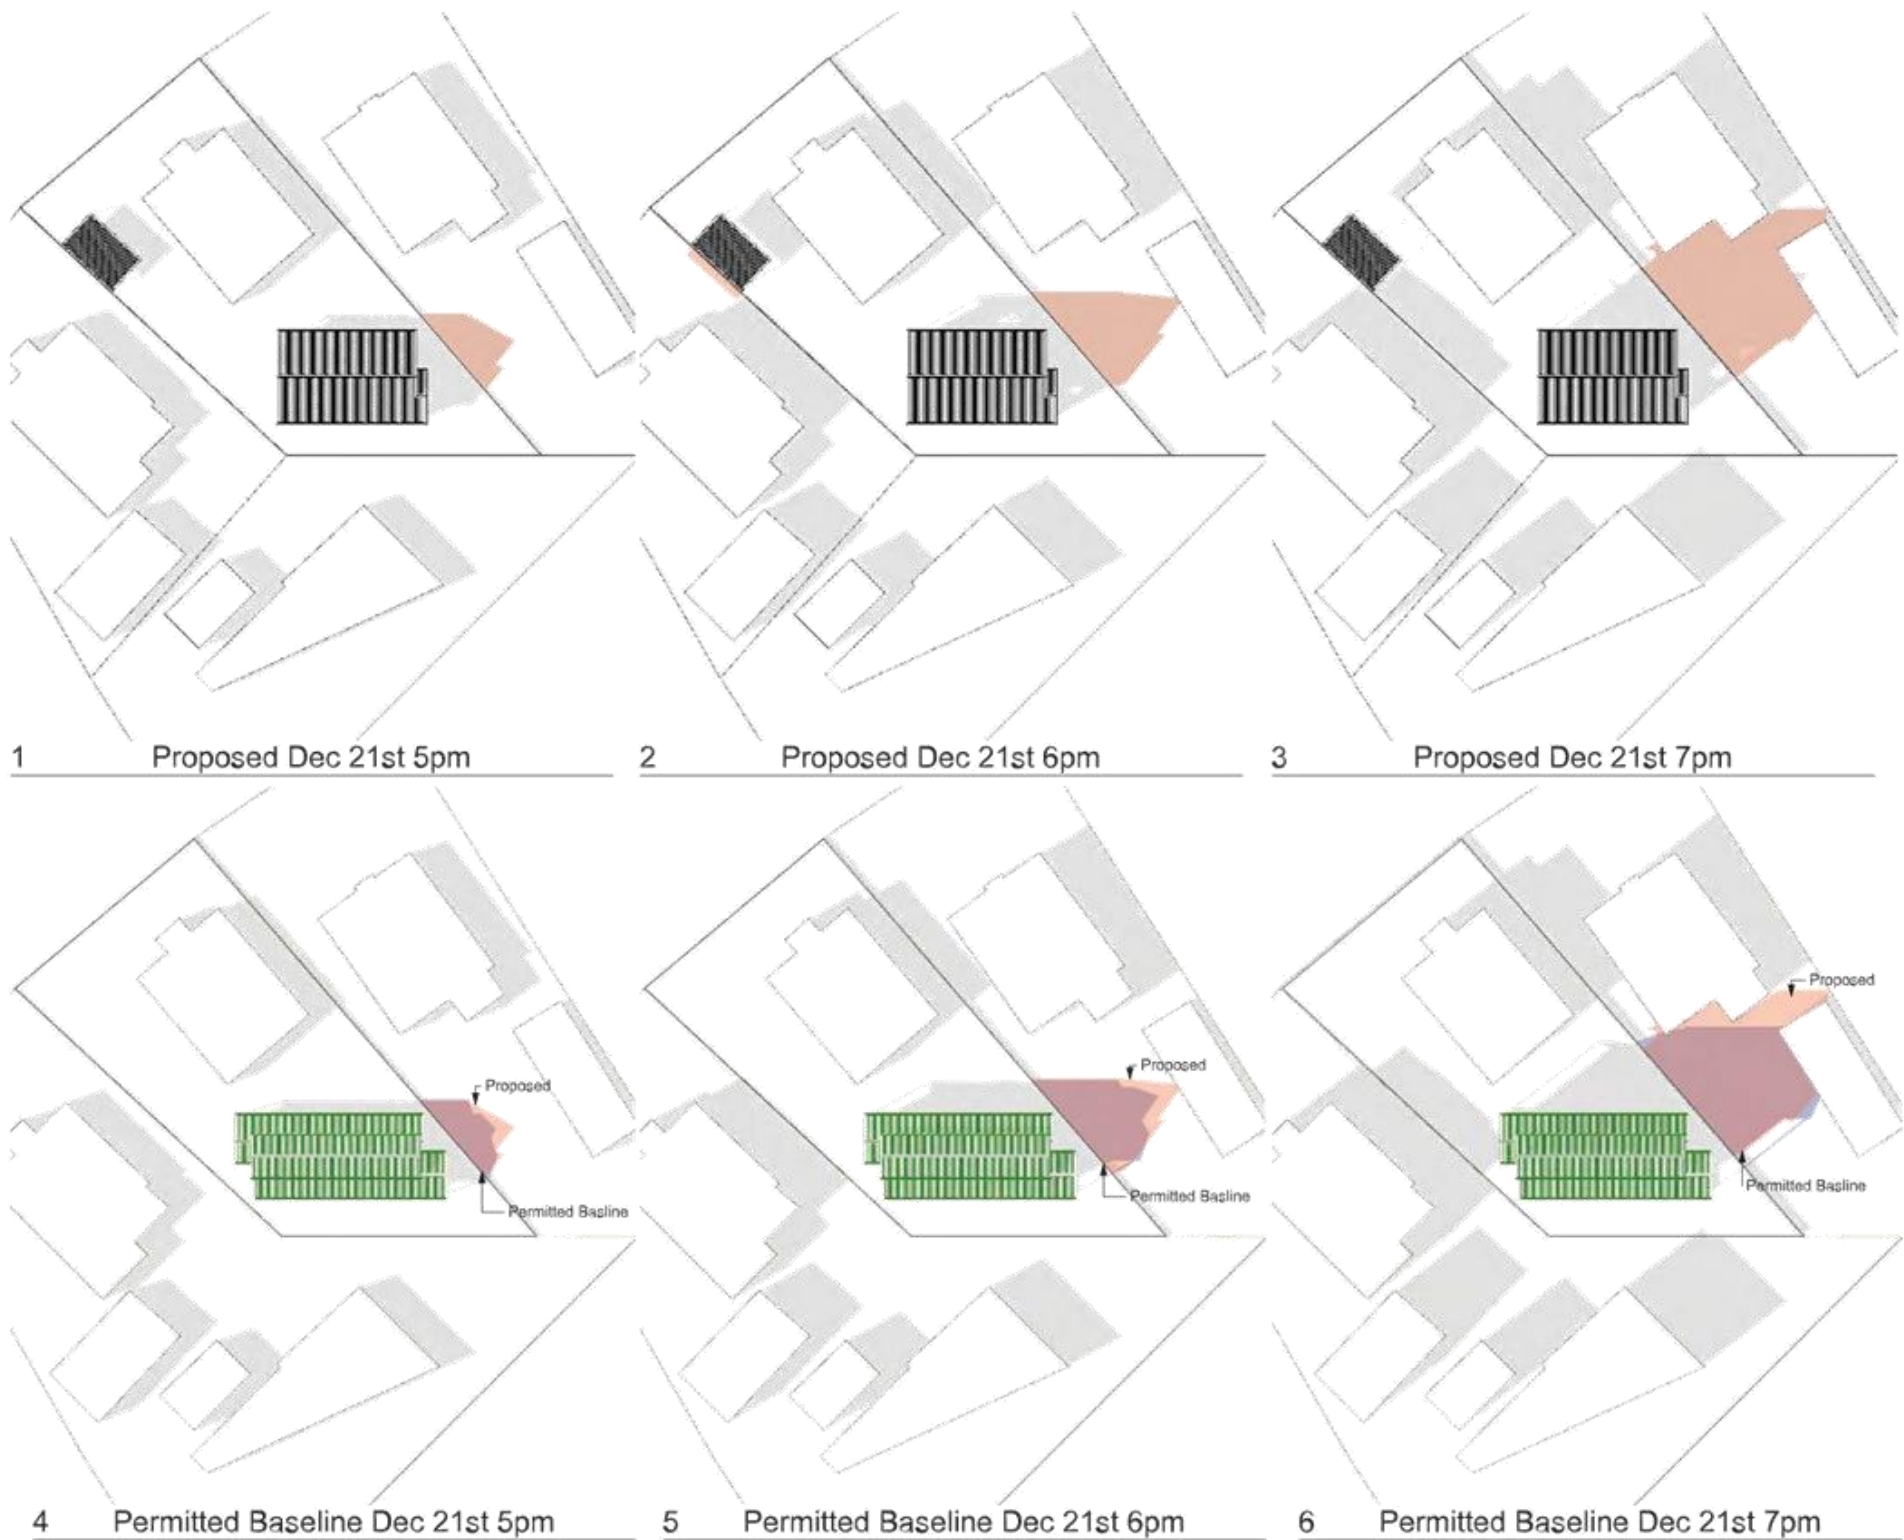 1 Proposed Dec 21st 5pm
2 Proposed Dec 21st 6pm
3 Proposed Dec 21st 7pm
Proposed
Permitted Basline
Proposed
Permitted Basline
Proposed
Permitted Basline
4 Permitted Baseline Dec 21st 5pm
5 Permitted Baseline Dec 21st 6pm
6 Permitted Baseline Dec 21st 7pm